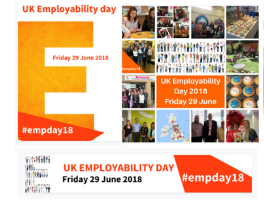 UK Employability day
Friday 29 June 2018
E
#empday18
UK Employability
Day 2018
Friday 29 June
UK EMPLOYABILITY DAY
Friday 29 June 2018
#empday18